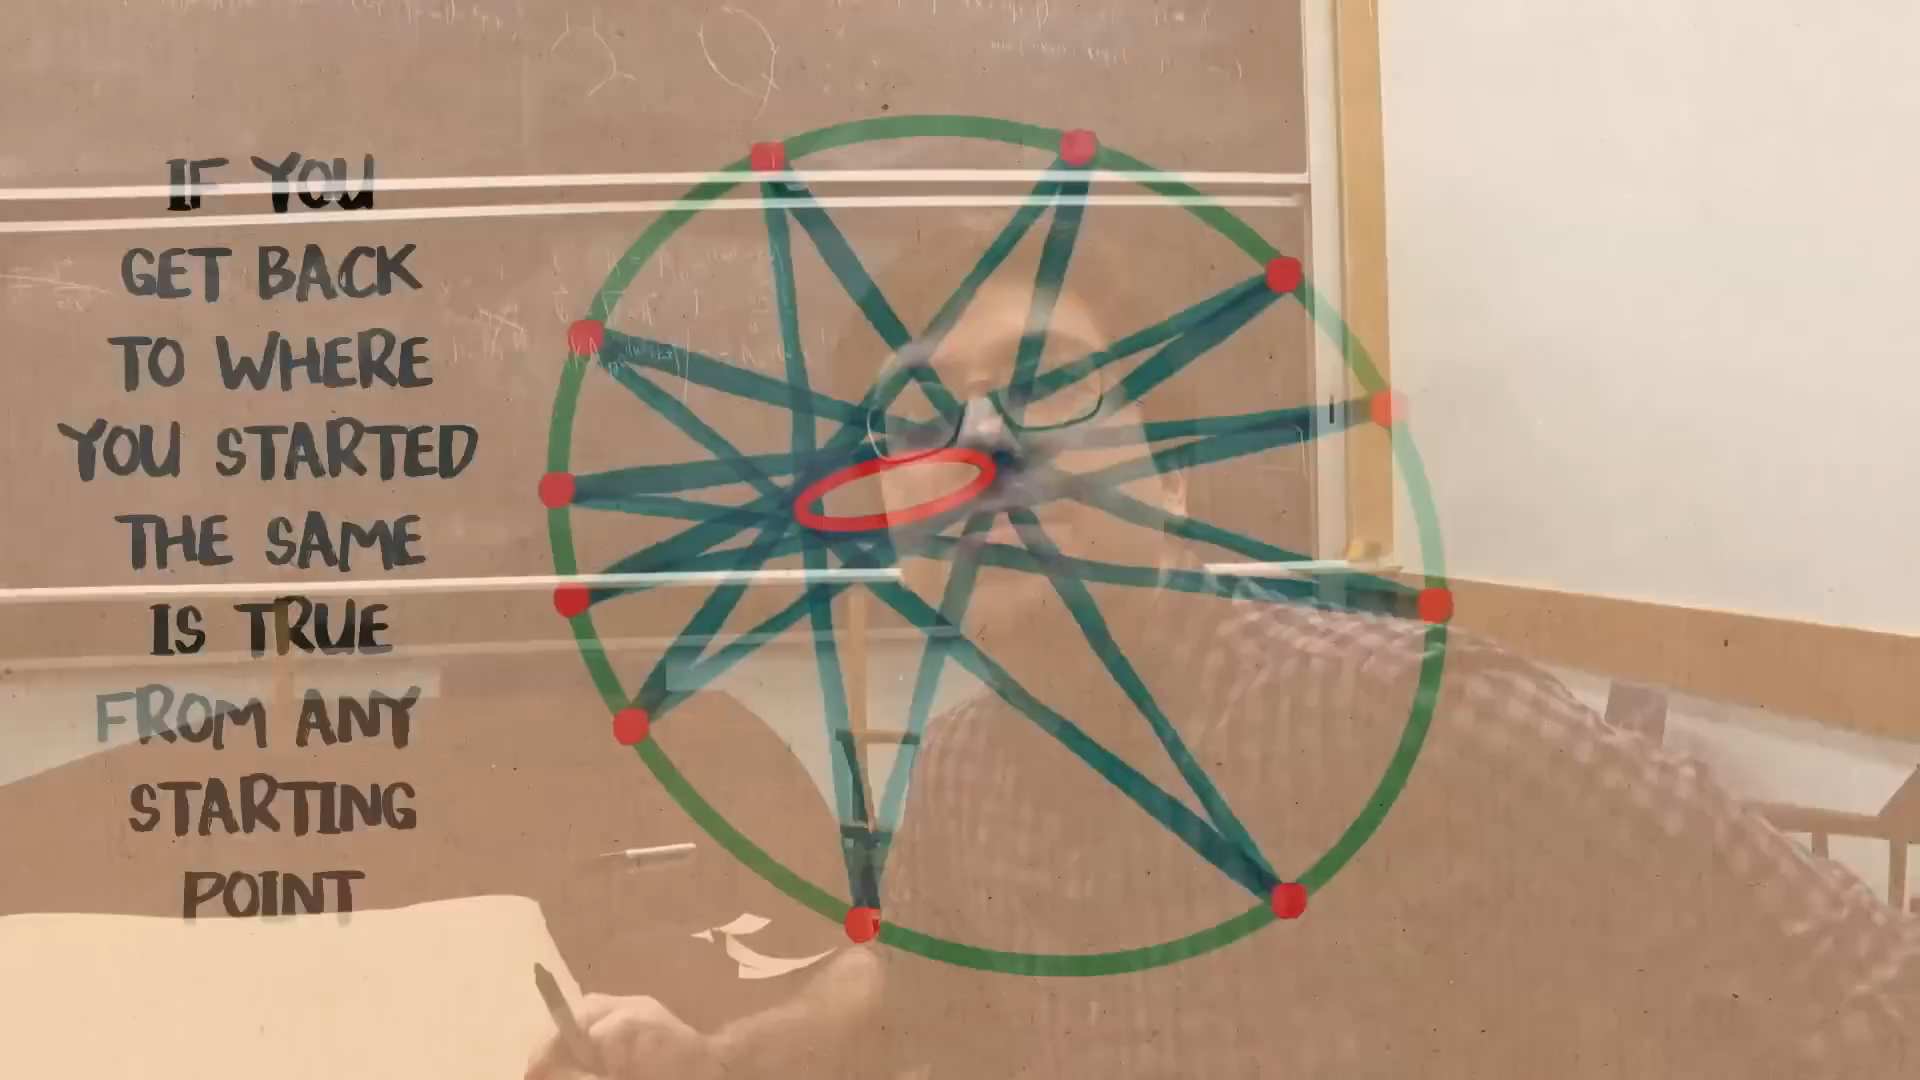 IF YOU
GET BACK
TO WHERE
YOU STARTED
THE SAME
IS TRUE
FROM ANY
STARTING
POINT